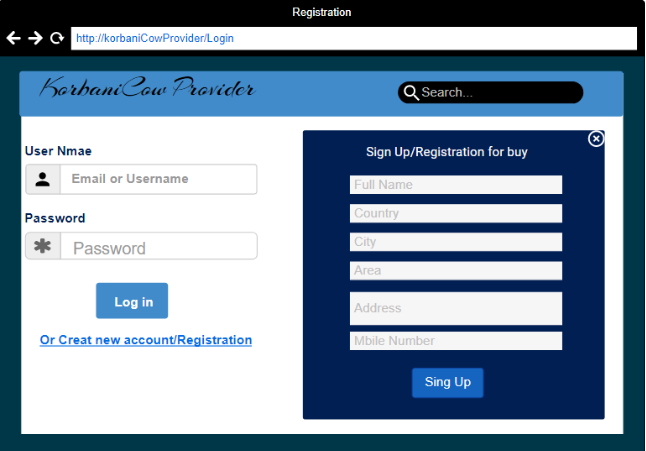 Registration
http://korbaniCowProvider/Login
KorbaniCow Provider
Search...
User Nmae
Email or Username
Password
Password
Log in
Or Creat new account/Registration
Sign Up/Registration for buy
Full Name
Country
City
Area
Address
Mbile Number
Sing Up